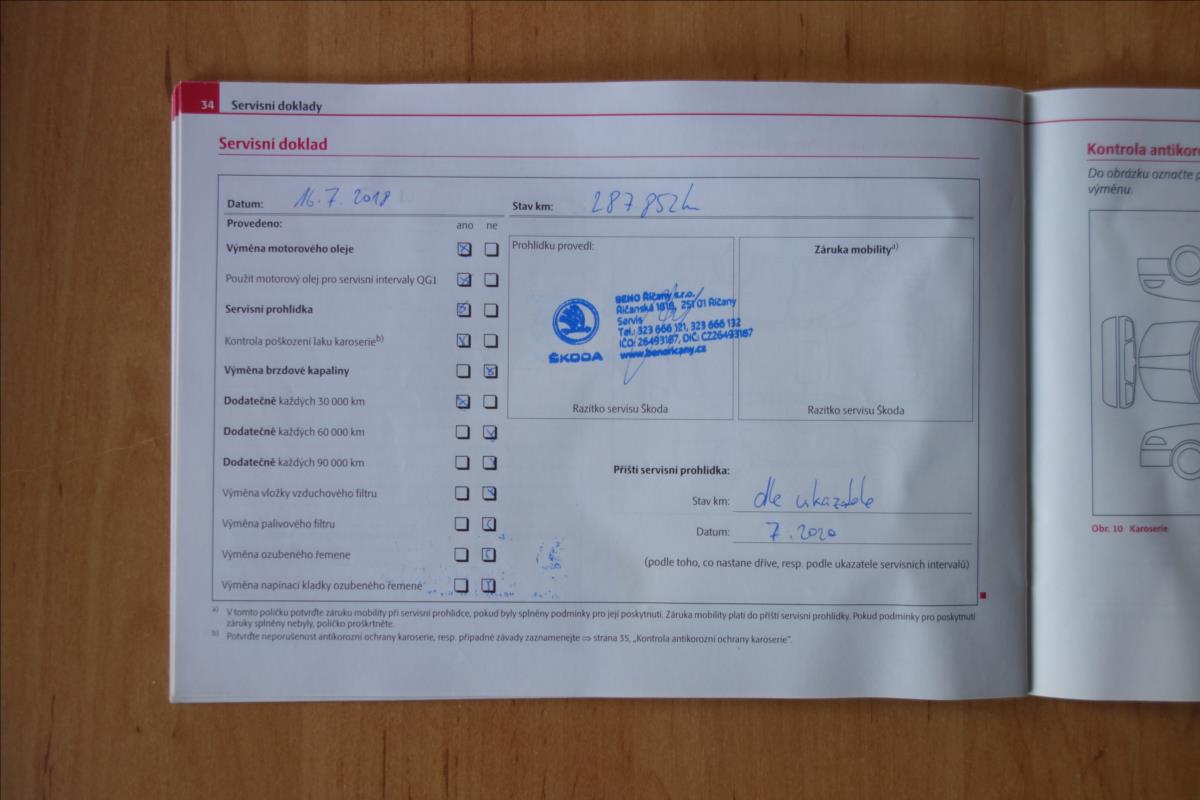 34 Servisní doklady
Servisní doklad
Datum: 16.7.2018
Stav km: 287 852 km
Provedeno: ano ne
Výměna motorového oleje
Použit motorový olej pro servisní intervaly QG1
Servisní prohlídka
Kontrola poškození laku karoserie b)
Výměna brzdové kapaliny
Dodatečně každých 30 000 km
Dodatečně každých 60 000 km
Dodatečně každých 90 000 km
Výměna vložky vzduchového filtru
Výměna palivového filtru
Výměna ozubeného řemene
Výměna napínací kladky ozubeného řemene
Prohlídku provedl:
ŠKODA
BENO Říčany s.r.o.
Říčanská 1818, 251 01 Říčany
Servis
Tel.: 323 666 121, 323 666 132
IČO: 26493187, DIČ: CZ26493187
www.benoricany.cz
Razítko servisu Škoda
Záruka mobility a)
Razítko servisu Škoda
Příští servisní prohlídka:
Stav km: dle ukazatele
Datum: 7.2020
(podle toho, co nastane dříve, resp. podle ukazatele servisních intervalů)
a) V tomto políčku potvrďte záruku mobility při servisní prohlídce, pokud byly splněny podmínky pro její poskytnutí. Záruka mobility platí do příští servisní prohlídky. Pokud podmínky pro poskytnutí
záruky splněny nebyly, políčko proškrtněte.
b) Potvrďte neporušenost antikorozní ochrany karoserie, resp. případné závady zaznamenejte ⇒ strana 35, „Kontrola antikorozní ochrany karoserie".
Kontrola antikoro
Do obrázku označte p
výměnu.
Obr. 10 Karoserie